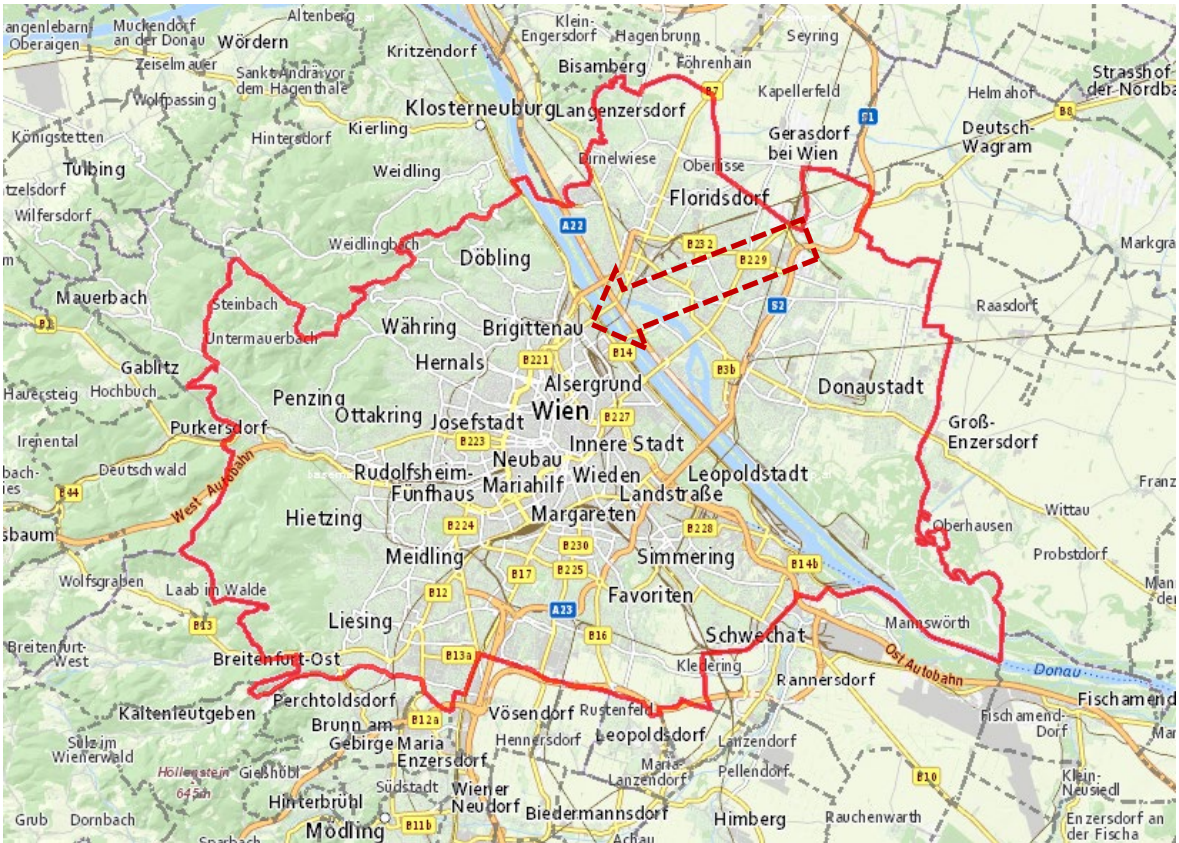 angenlebarn
Oberaigen
Muckendorf
an der Donau
Altenberg
Wördern
Zeiselmauer
Kritzendorf
Klein-
Engersdorf
Hagenbrunn
Seyring
Bisamberg
Föhrenhain
B7
Sankt Andrä vor
dem Hagenthale
Wolfpassing
Klosterneuburg
Langenzersdorf
Kapellerfeld
Helmahof
Strasshof
der Nordba
B8
S1
Königstetten
Hintersdorf
Kierling
Gerasdorf
bei Wien
Deutsch-
Wagram
Tulbing
Weidling
Dirnelwiese
Oberlisse
tzelsdorf
Wilfersdorf
Floridsdorf
A22
Weidlingbach
Döbling
B232
B229
Markgra
m
Mauerbach
Steinbach
S2
Raasdorf
B1
Untermauerbach
Währing
Brigittenau
B14
Gablitz
Hernals
B221
B3b
Hauersteig
Hochbuch
Penzing
Alsergrund
Donaustadt
Ottakring
Josefstadt
Wien
B227
Groß-
Enzersdorf
Irenental
Purkersdorf
B223
Innere Stadt
bach-
ies
Deutschwald
Neubau
Rudolfsheim-
Fünfhaus
Mariahilf
Wieden
Leopoldstadt
Landstraße
Franz
B44
West Autobahn
Hietzing
Margareten
B224
B228
Wittau
Oberhausen
sbaum
B230
Meidling
Simmering
B14b
Probstdorf
Wolfsgraben
B17
B225
Laab im Walde
B12
Favoriten
Man
der
A23
Liesing
B16
Mannswörth
B13
Schwechat
Breitenfurt-
West
Breitenfurt-Ost
B13a
Kledering
Ost Autobahn
Donau
Rannersdorf
Perchtoldsdorf
Kaltenleutgeben
Fischamend
B12a
Vösendorf
Rustenfeld
Brunn am
Gebirge
Maria
Enzersdorf
Hennersdorf
Leopoldsdorf
Fischamend-
Dorf
Mar
Sulz im
Wienerwald
Lanzendorf
Höllenstein
645m
Gießhübl
Maria-
Lanzendorf
Pellendorf
B10
Klein-
Neusiedl
Südstadt
Hinterbrühl
Wiener
Neudorf
Biedermannsdorf
Himberg
Rauchenwarth
Grub
Dornbach
Mödling
B11b
Enzersdorf an
der Fischa
Sparbach
Achau